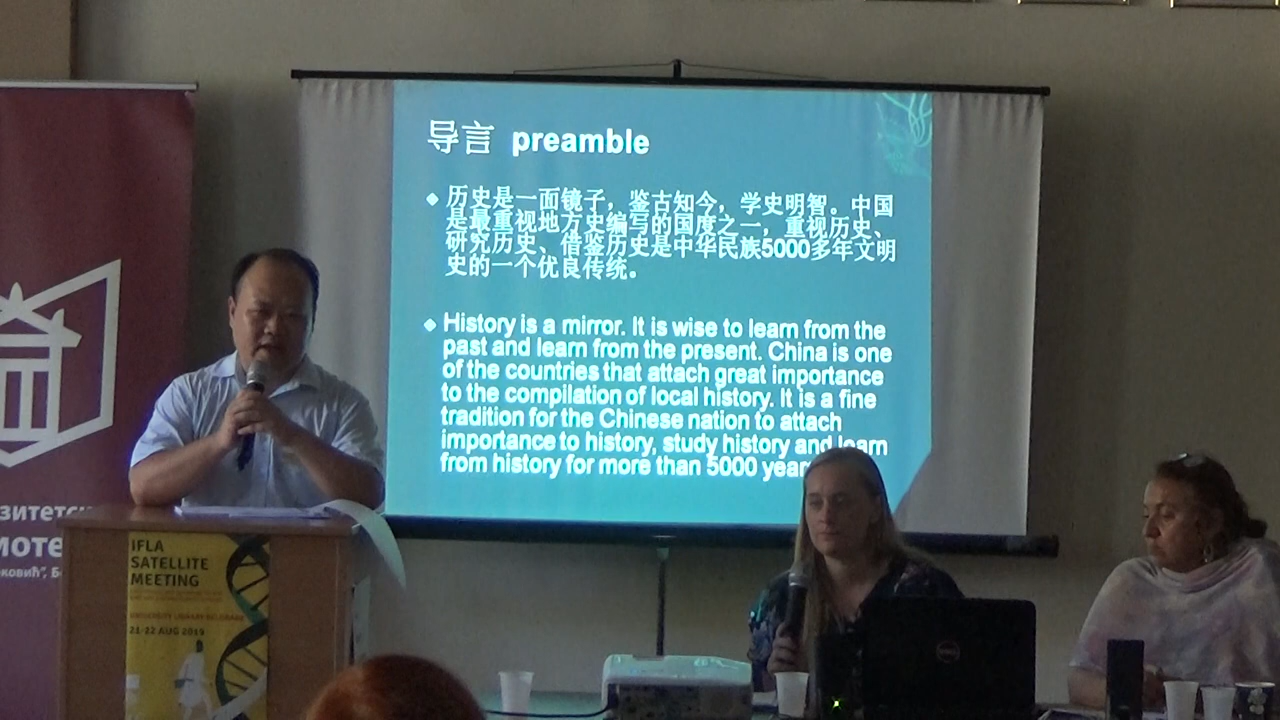 导言 preamble
历史是一面镜子，鉴古知今，学史明智。中国
是最重视地方史编写的国度之一，重视历史、
研究历史、借鉴历史是中华民族5000多年文明
史的一个优良传统。
History is a mirror. It is wise to learn from the
past and learn from the present. China is one
of the countries that attach great importance
to the compilation of local history. It is a fine
tradition for the Chinese nation to attach
importance to history, study history and learn
from history for more than 5000 year
IFLA
SATELLITE
MEETING
UNIVERSITY LIBRARY BELGRADE
21-22 AUG 2019